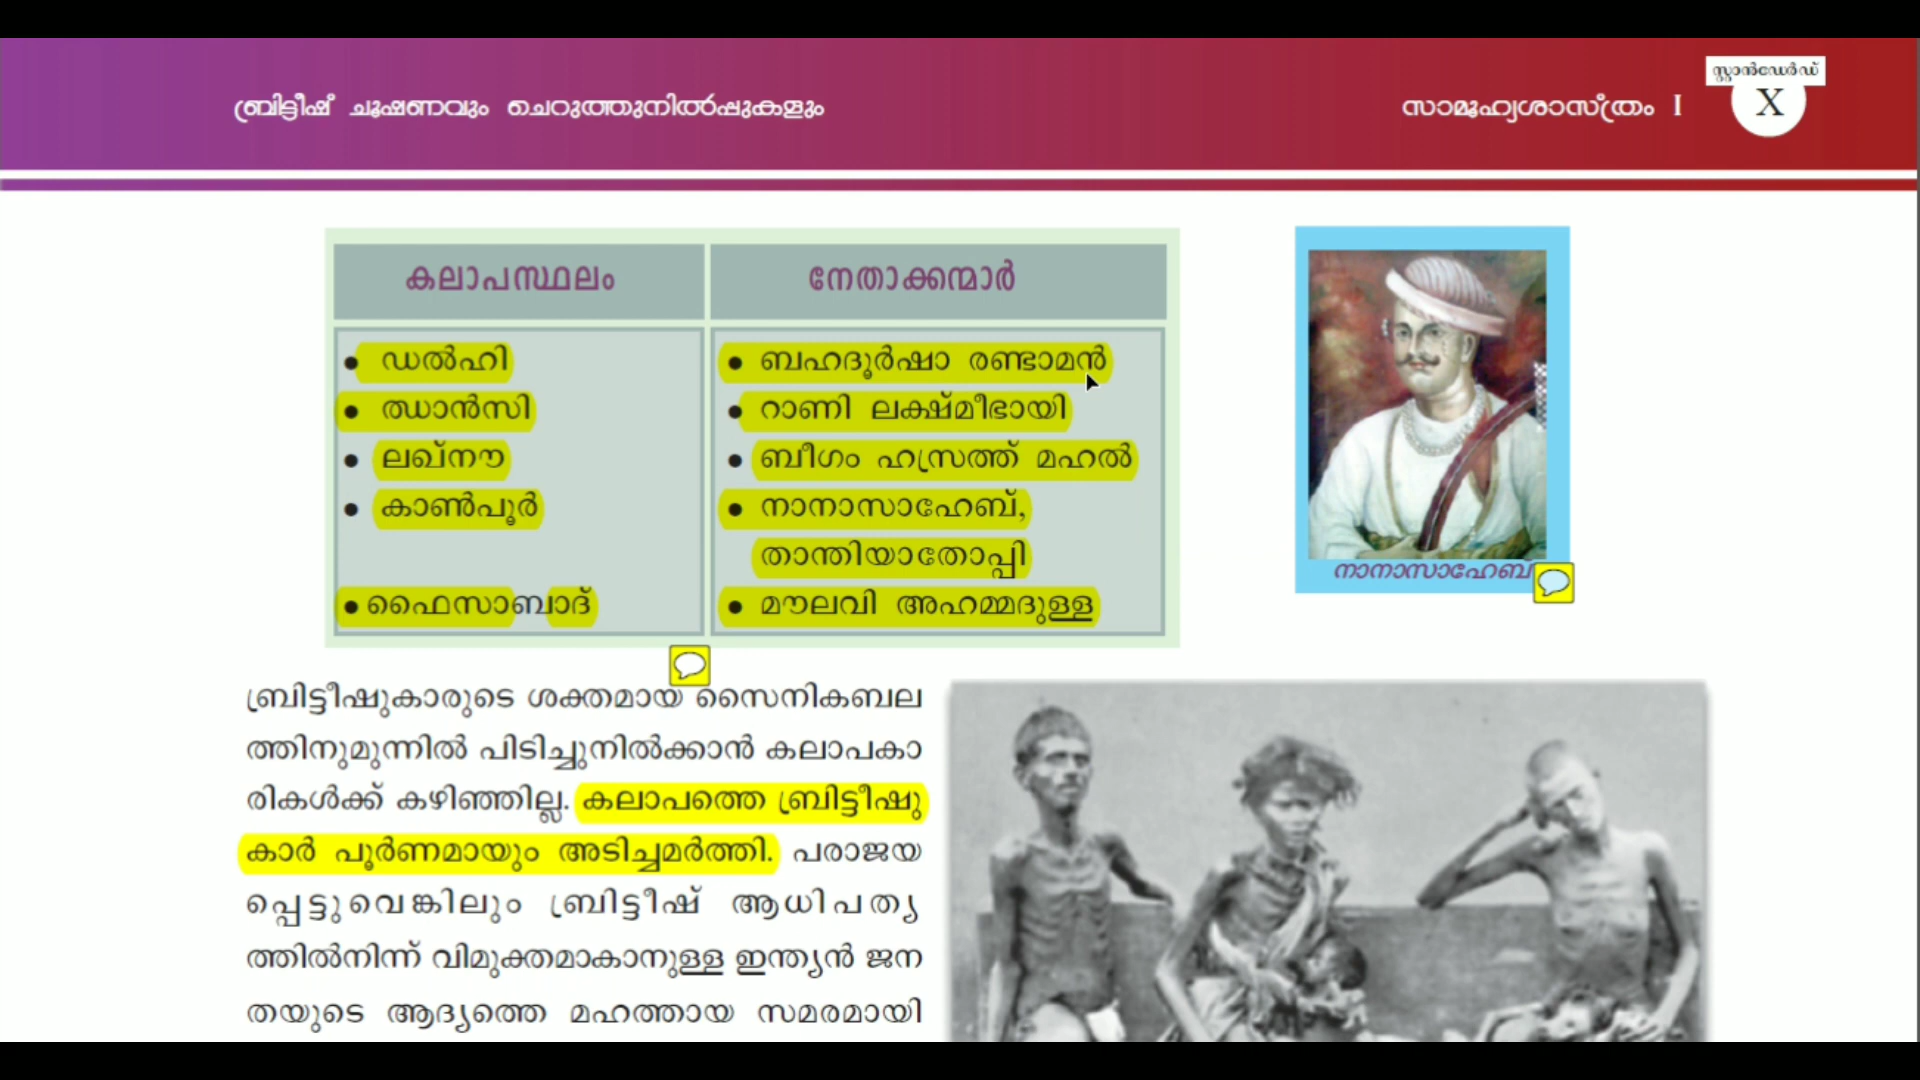 ബ്രിട്ടീഷ് ചൂഷണവും ചെറുത്തുനിൽപ്പുകളും
സാമൂഹ്യശാസ്ത്രം I
സ്റ്റാൻഡേർഡ്
X
കലാപസ്ഥലം
നേതാക്കന്മാർ
• ഡൽഹി
• ബഹദൂർഷാ രണ്ടാമൻ
• ഝാൻസി
• റാണി ലക്ഷ്മീഭായി
• ലഖ്നൗ
• ബീഗം ഹസ്രത്ത് മഹൽ
• കാൺപൂർ
• നാനാസാഹേബ്,
താന്തിയാതോപ്പി
• ഫൈസാബാദ്
• മൗലവി അഹമ്മദുള്ള
നാനാസാഹേബ്
ബ്രിട്ടീഷുകാരുടെ ശക്തമായ സൈനികബല
ത്തിനുമുന്നിൽ പിടിച്ചുനിൽക്കാൻ കലാപകാ
രികൾക്ക് കഴിഞ്ഞില്ല. കലാപത്തെ ബ്രിട്ടീഷു
കാർ പൂർണമായും അടിച്ചമർത്തി. പരാജയ
പ്പെട്ടുവെങ്കിലും ബ്രിട്ടീഷ് ആധിപത്യ
ത്തിൽനിന്ന് വിമുക്തമാകാനുള്ള ഇന്ത്യൻ ജന
തയുടെ ആദ്യത്തെ മഹത്തായ സമരമായി